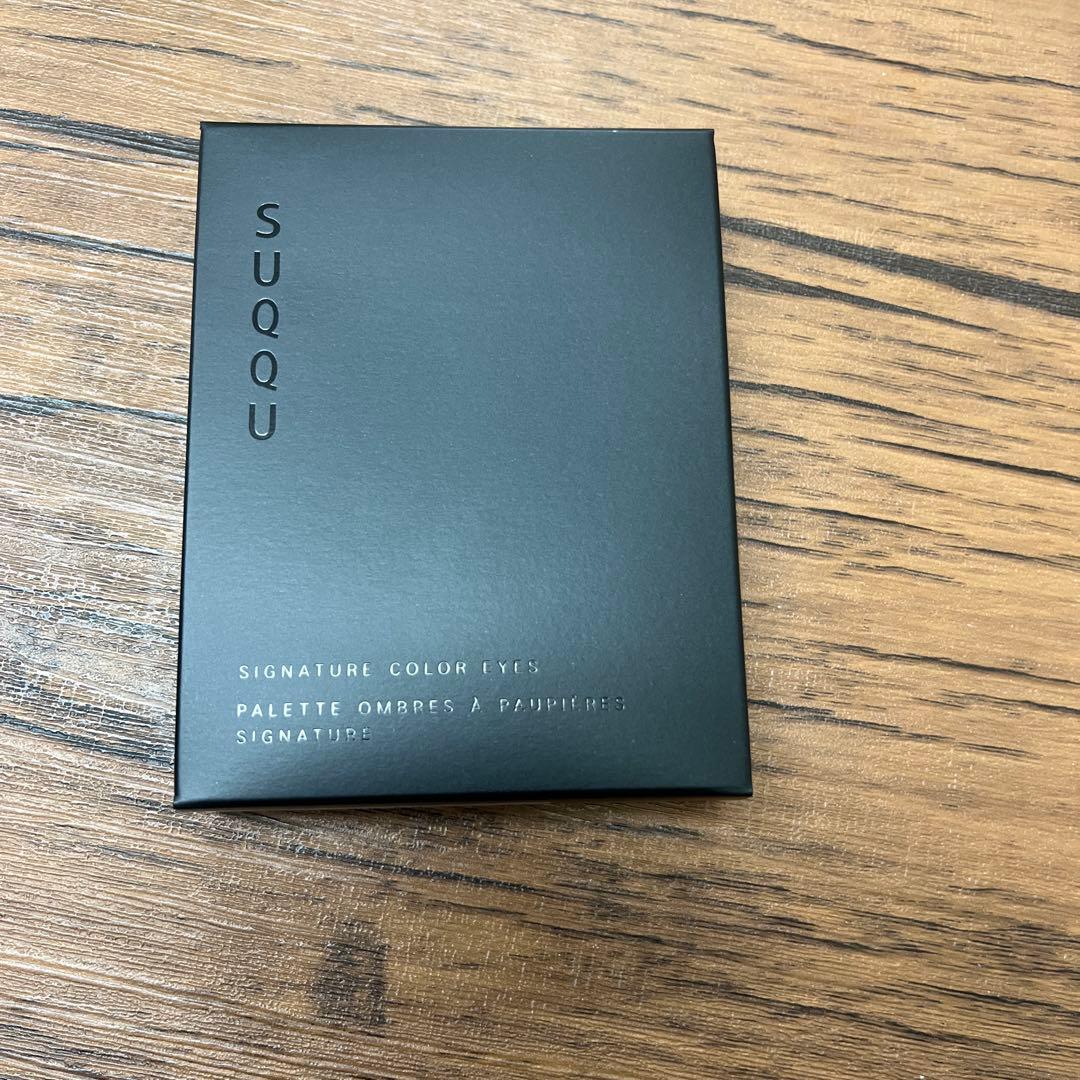 SUQQU
SIGNATURE COLOR EYES
PALETTE OMBRES À PAUPIÈRES
SIGNATURE